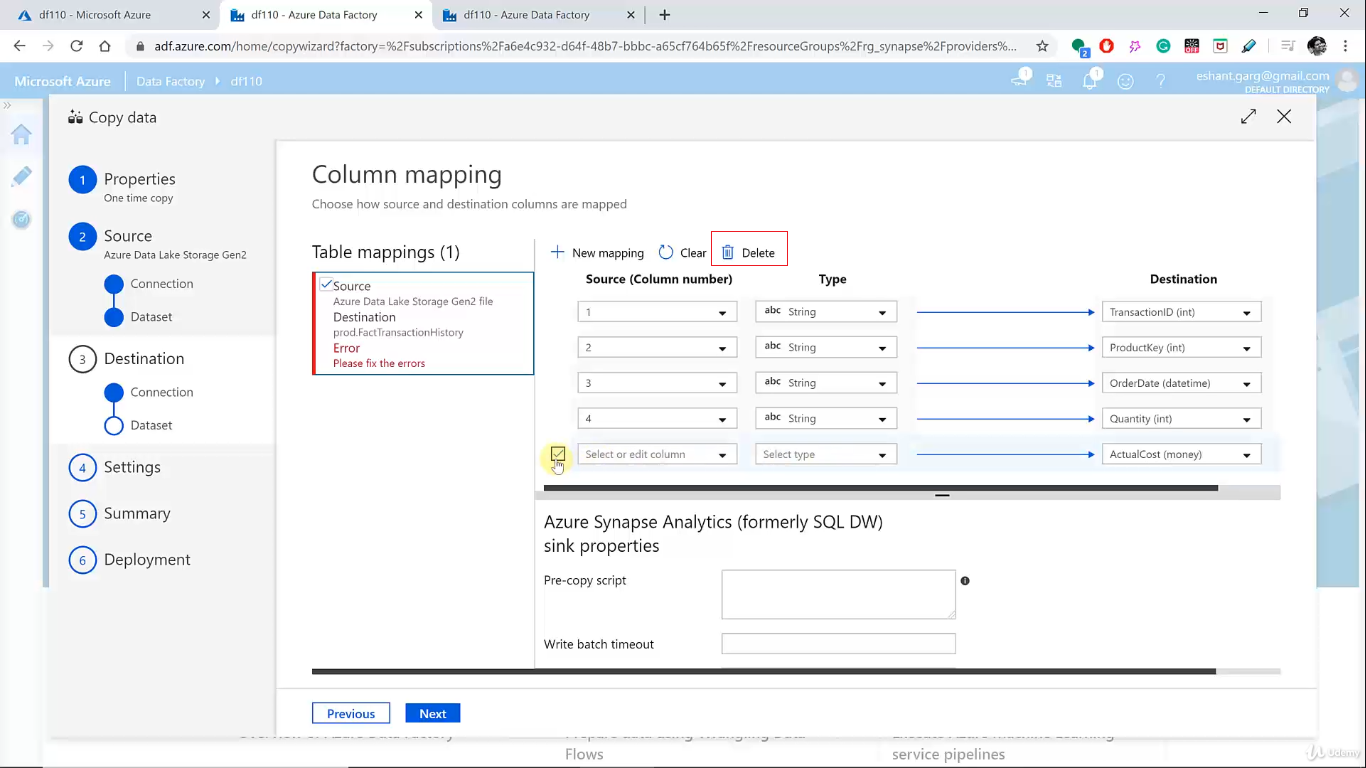 df110 - Microsoft Azure
df110 - Azure Data Factory
df110 - Azure Data Factory
adf.azure.com/home/copywizard?factory=%2Fsubscriptions%2Fa6e4c932-d64f-48b7-bbbc-a65cf764b65f%2FresourceGroups%2Frg_synapse%2Fproviders%...
2
OFF
Microsoft Azure
Data Factory
df110
1
1
eshant.garg@gmail.com
DEFAULT DIRECTORY
Copy data
1
Properties
One time copy
2
Source
Azure Data Lake Storage Gen2
Connection
Dataset
3
Destination
Connection
Dataset
4
Settings
5
Summary
6
Deployment
Column mapping
Choose how source and destination columns are mapped
Table mappings (1)
Source
Azure Data Lake Storage Gen2 file
Destination
prod.FactTransactionHistory
Error
Please fix the errors
New mapping
Clear
Delete
Source (Column number)
Type
Destination
1
abc String
TransactionID (int)
2
abc String
ProductKey (int)
3
abc String
OrderDate (datetime)
4
abc String
Quantity (int)
Select or edit column
Select type
ActualCost (money)
Azure Synapse Analytics (formerly SQL DW)
sink properties
Pre-copy script
Write batch timeout
Previous
Next
Flows
service pipelines
Udemy